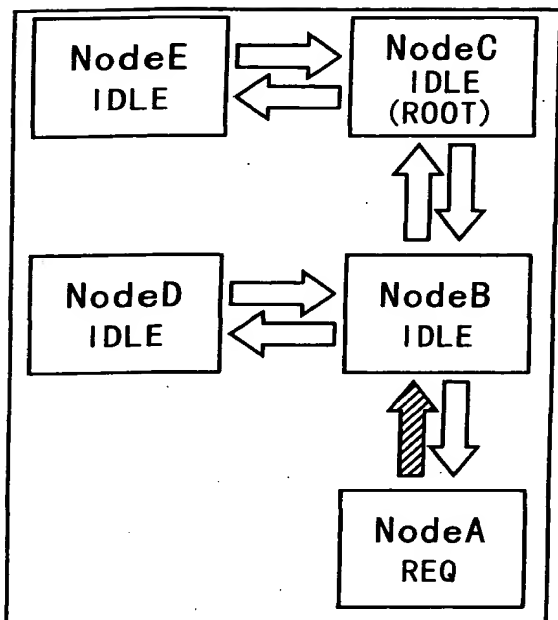 NodeE
IDLE
NodeC
IDLE
(ROOT)
NodeD
IDLE
NodeB
IDLE
NodeA
REQ